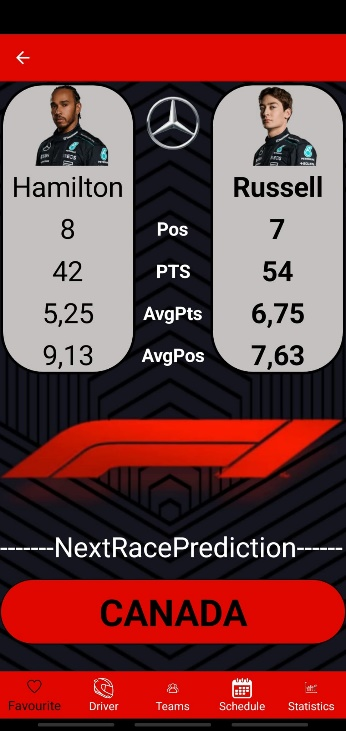 Hamilton Russell
8 Pos 7
42 PTS 54
5,25 AvgPts 6,75
9,13 AvgPos 7,63
-------NextRacePrediction------
CANADA
Favourite Driver Teams Schedule Statistics